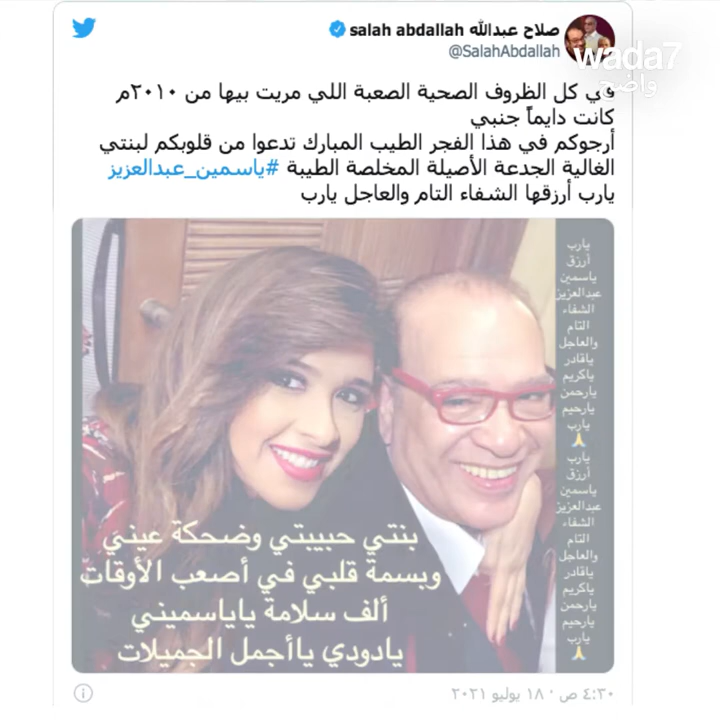 صلاح عبدالله salah abdallah
@SalahAbdallah
wada7
واضح
في كل الظروف الصحية الصعبة اللي مريت بيها من ٢٠١٠م
كانت دايماً جنبي
أرجوكم في هذا الفجر الطيب المبارك تدعوا من قلوبكم لبنتي
الغالية الجدعة الأصيلة المخلصة الطيبة #ياسمين_عبدالعزيز
يارب أرزقها الشفاء التام والعاجل يارب
يارب
أرزق
ياسمين
عبدالعزيز
الشفاء
التام
والعاجل
ياقادر
ياكريم
يارحمن
يارحيم
يارب
🙏
يارب
أرزق
ياسمين
عبدالعزيز
الشفاء
التام
والعاجل
ياقادر
ياكريم
يارحمن
يارحيم
يارب
🙏
بنتي حبيبتي وضحكة عيني
وبسمة قلبي في أصعب الأوقات
ألف سلامة ياياسميني
يادودي ياأجمل الجميلات
٤:٣٠ ص · ١٨ يوليو ٢٠٢١